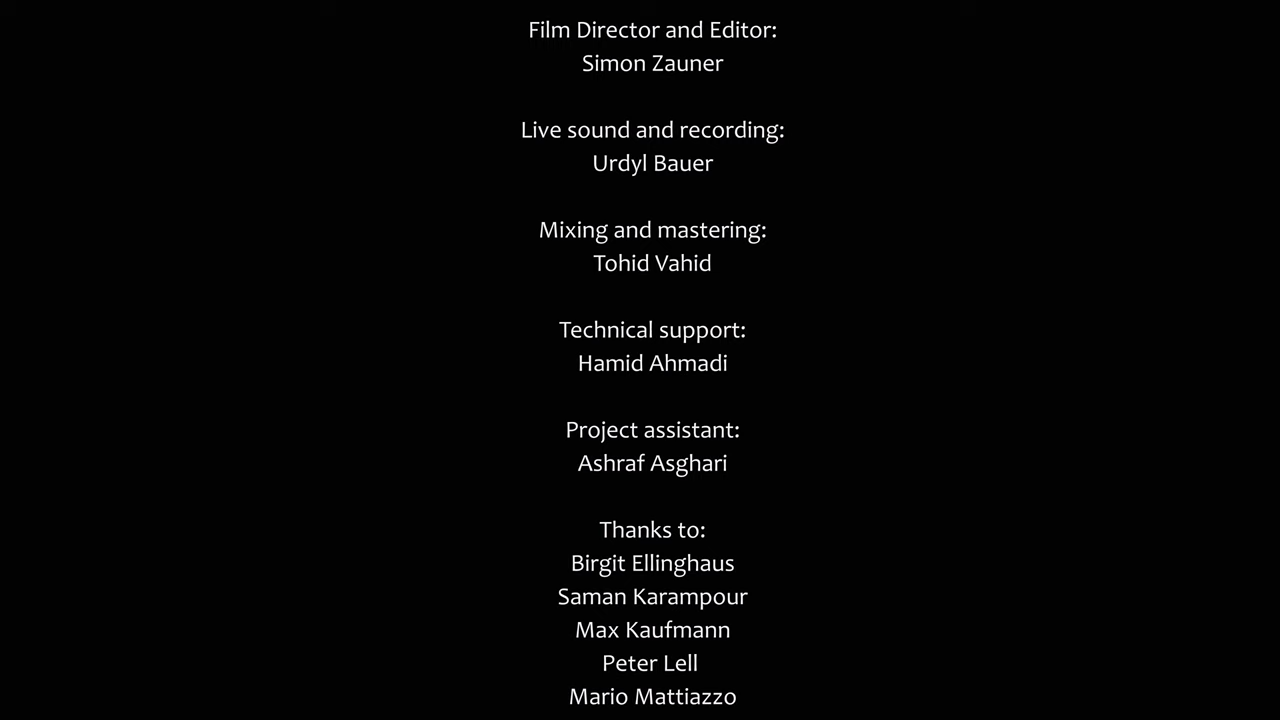 Film Director and Editor:
Simon Zauner
Live sound and recording:
Urdyl Bauer
Mixing and mastering:
Tohid Vahid
Technical support:
Hamid Ahmadi
Project assistant:
Ashraf Asghari
Thanks to:
Birgit Ellinghaus
Saman Karampour
Max Kaufmann
Peter Lell
Mario Mattiazzo